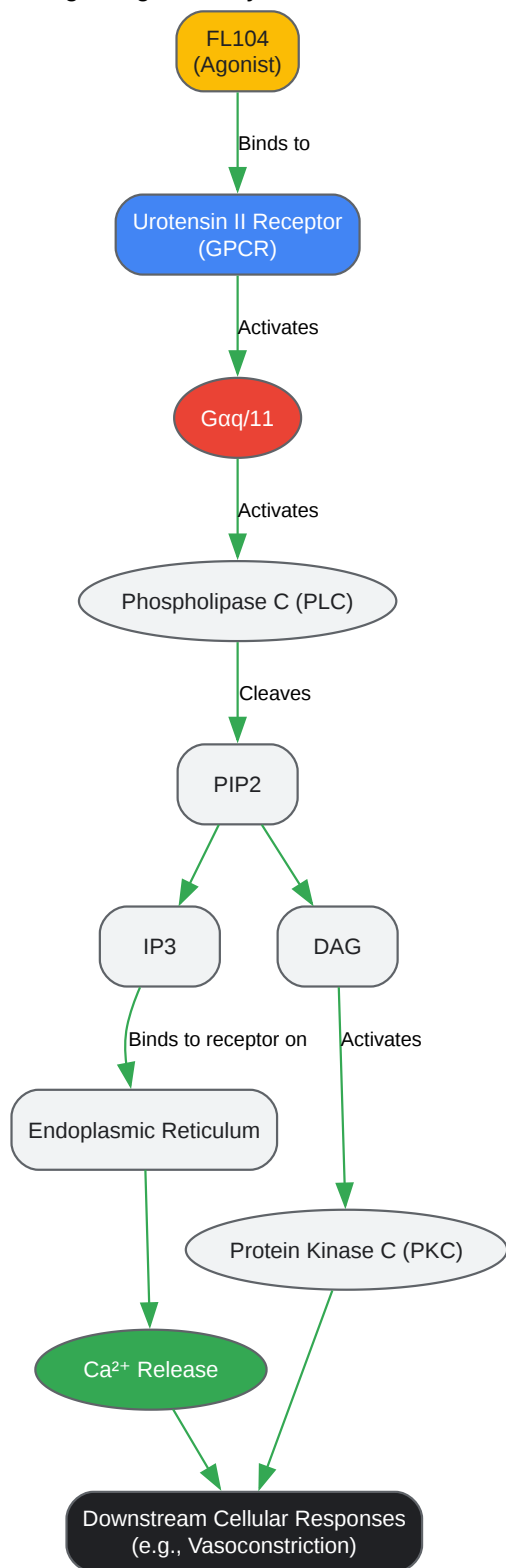 FL104
(Agonist)
Binds to
Urotensin II Receptor
(GPCR)
Activates
Gαq/11
Activates
Phospholipase C (PLC)
Cleaves
PIP2
IP3
DAG
Binds to receptor on
Activates
Endoplasmic Reticulum
Protein Kinase C (PKC)
Ca²⁺ Release
Downstream Cellular Responses
(e.g., Vasoconstriction)